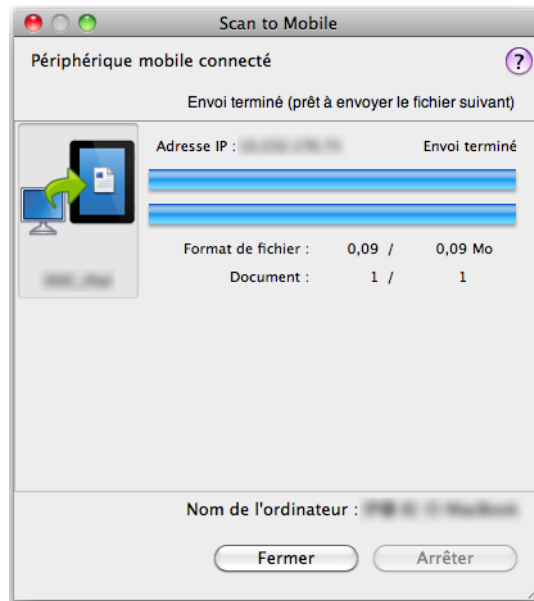 Scan to Mobile
Périphérique mobile connecté
?
Envoi terminé (prêt à envoyer le fichier suivant)
Adresse IP : Envoi terminé
Format de fichier : 0,09 / 0,09 Mo
Document : 1 / 1
Nom de l'ordinateur : MacBook
Fermer Arrêter